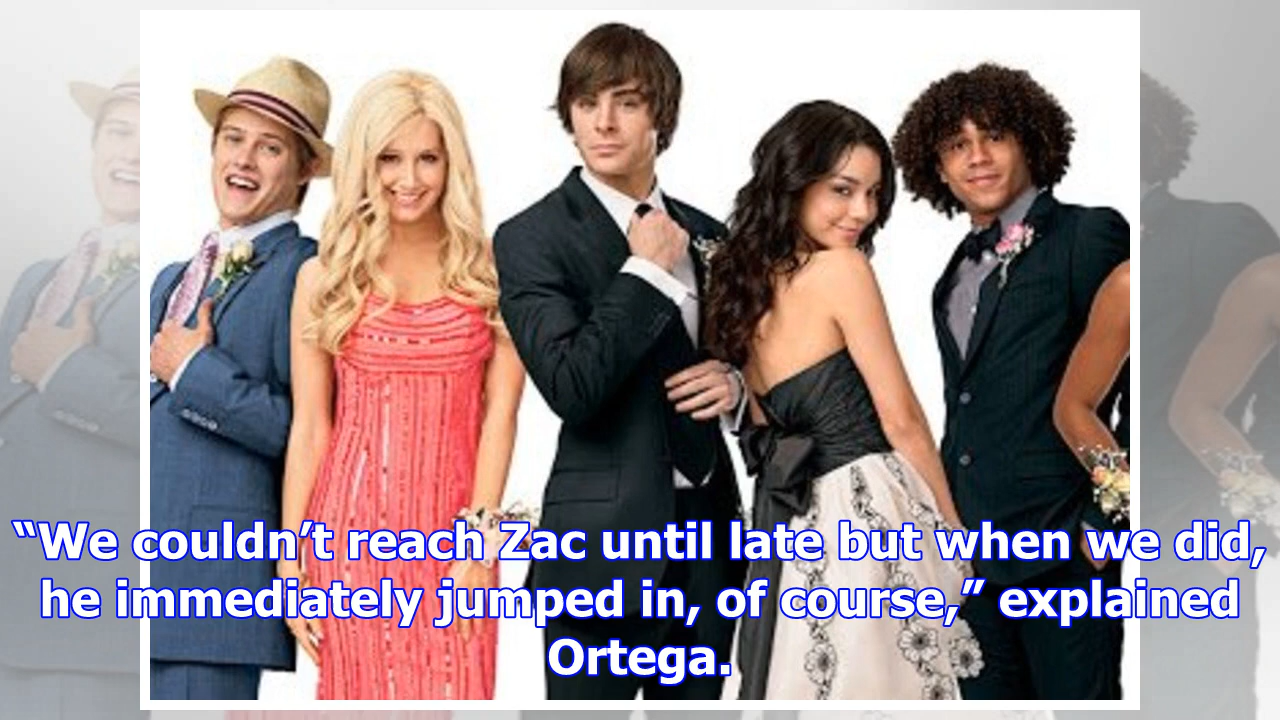 “We couldn’t reach Zac until late but when we did,
he immediately jumped in, of course,” explained
Ortega.